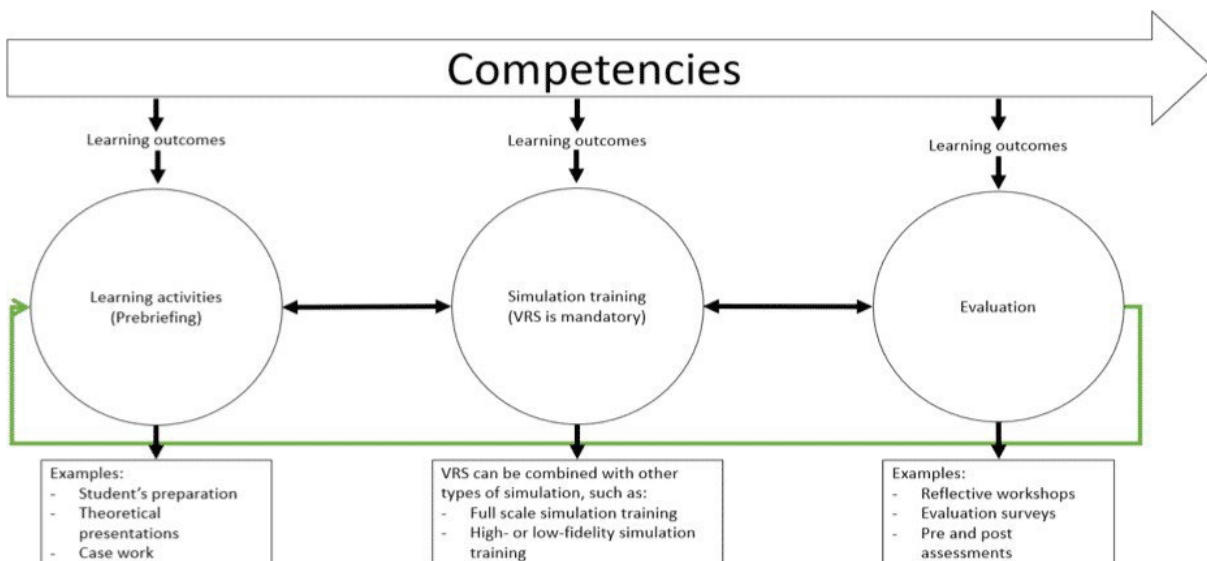 Competencies
Learning outcomes
Learning outcomes
Learning outcomes
Learning activities
(Prebriefing)
Simulation training
(VRS is mandatory)
Evaluation
Examples:
- Student's preparation
- Theoretical
presentations
- Case work
VRS can be combined with other
types of simulation, such as:
- Full scale simulation training
- High- or low-fidelity simulation
training
Examples:
- Reflective workshops
- Evaluation surveys
- Pre and post
assessments